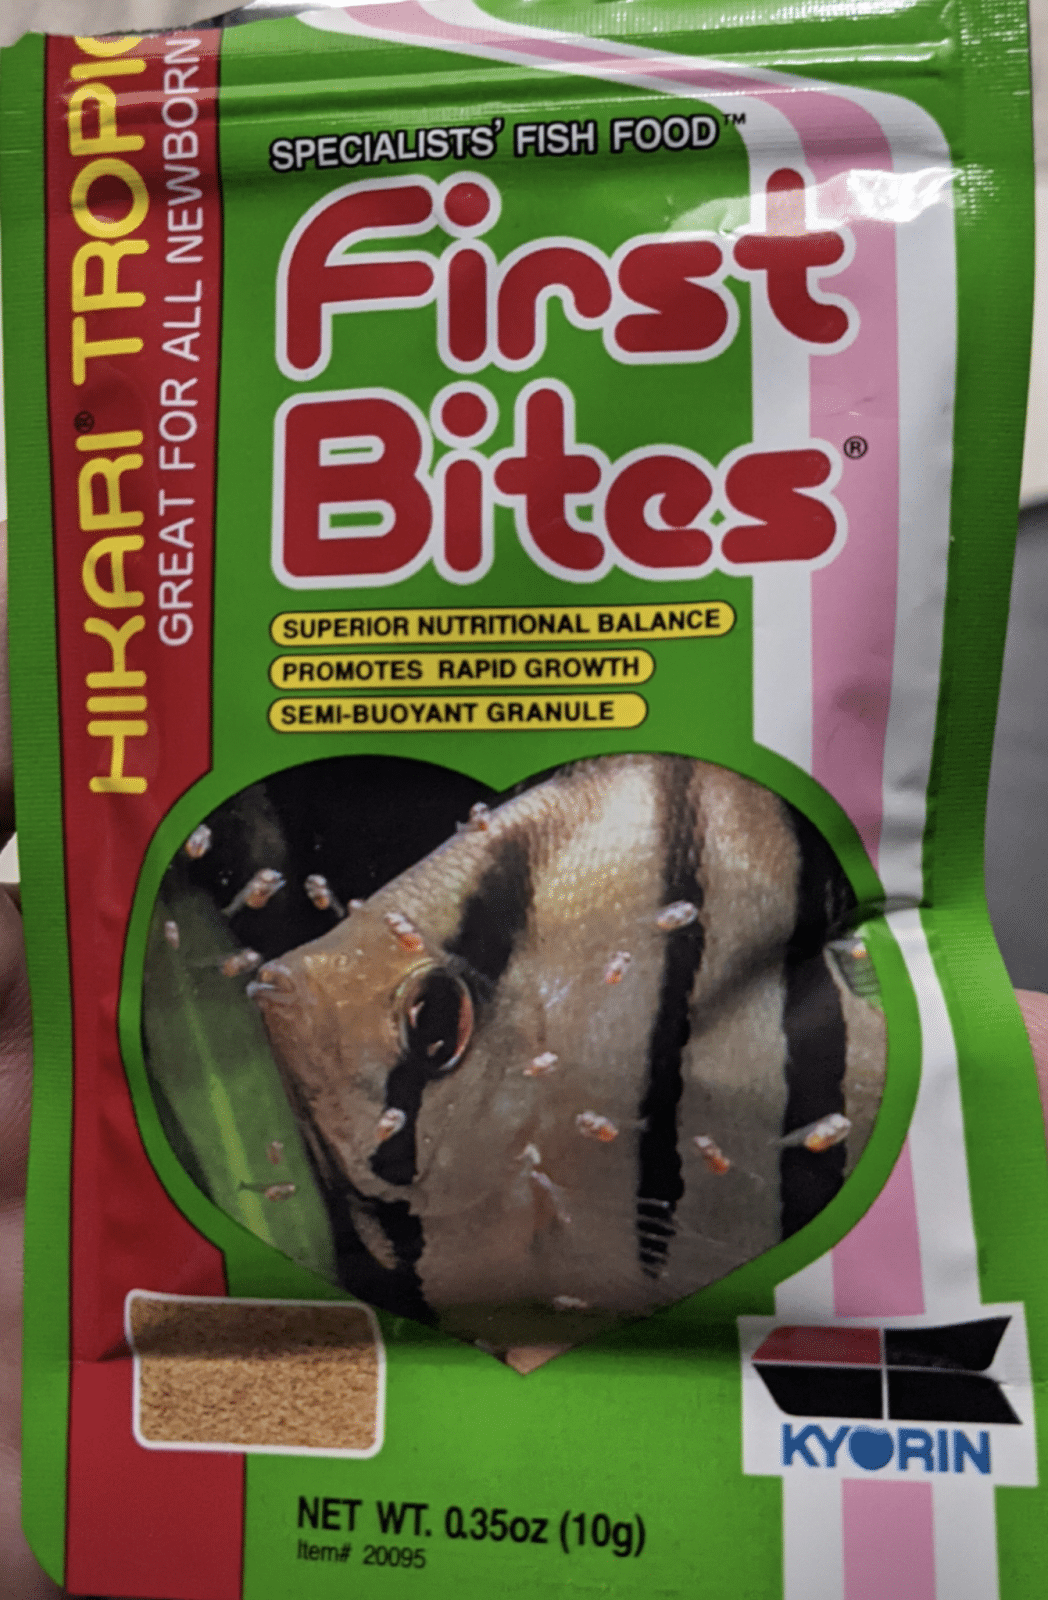 HIKARI® TROPIC
GREAT FOR ALL NEWBORN
SPECIALISTS' FISH FOOD™
First
Bites®
SUPERIOR NUTRITIONAL BALANCE
PROMOTES RAPID GROWTH
SEMI-BUOYANT GRANULE
KYORIN
NET WT. 0.35oz (10g)
Item# 20095